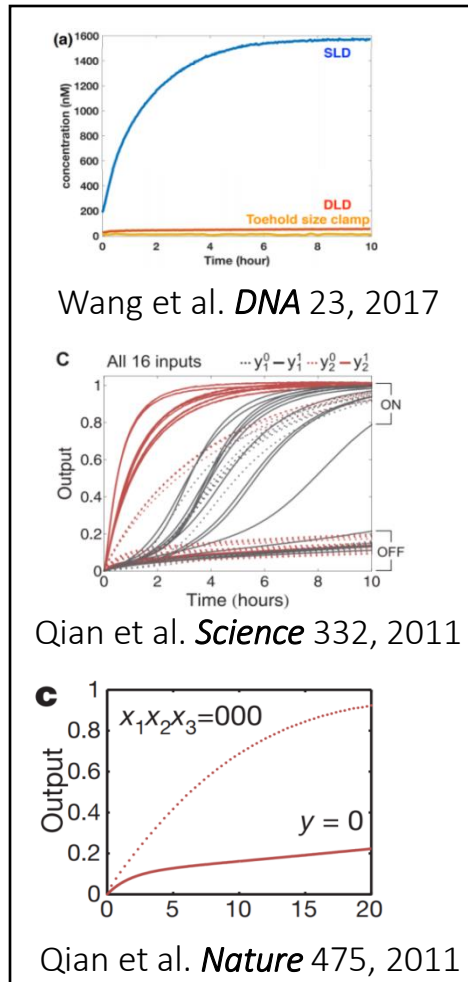 (a)
1600
1400
1200
1000
800
600
400
200
0
concentration (nM)
SLD
DLD
Toehold size clamp
0 2 4 6 8 10
Time (hour)
Wang et al. DNA 23, 2017
C All 16 inputs y₁⁰ y₁¹ y₂⁰ y₂¹
1
0.8
0.6
0.4
0.2
0
Output
ON
OFF
0 2 4 6 8 10
Time (hours)
Qian et al. Science 332, 2011
c
1
0.8
0.6
0.4
0.2
0
Output
x₁x₂x₃=000
y = 0
0 5 10 15 20
Qian et al. Nature 475, 2011